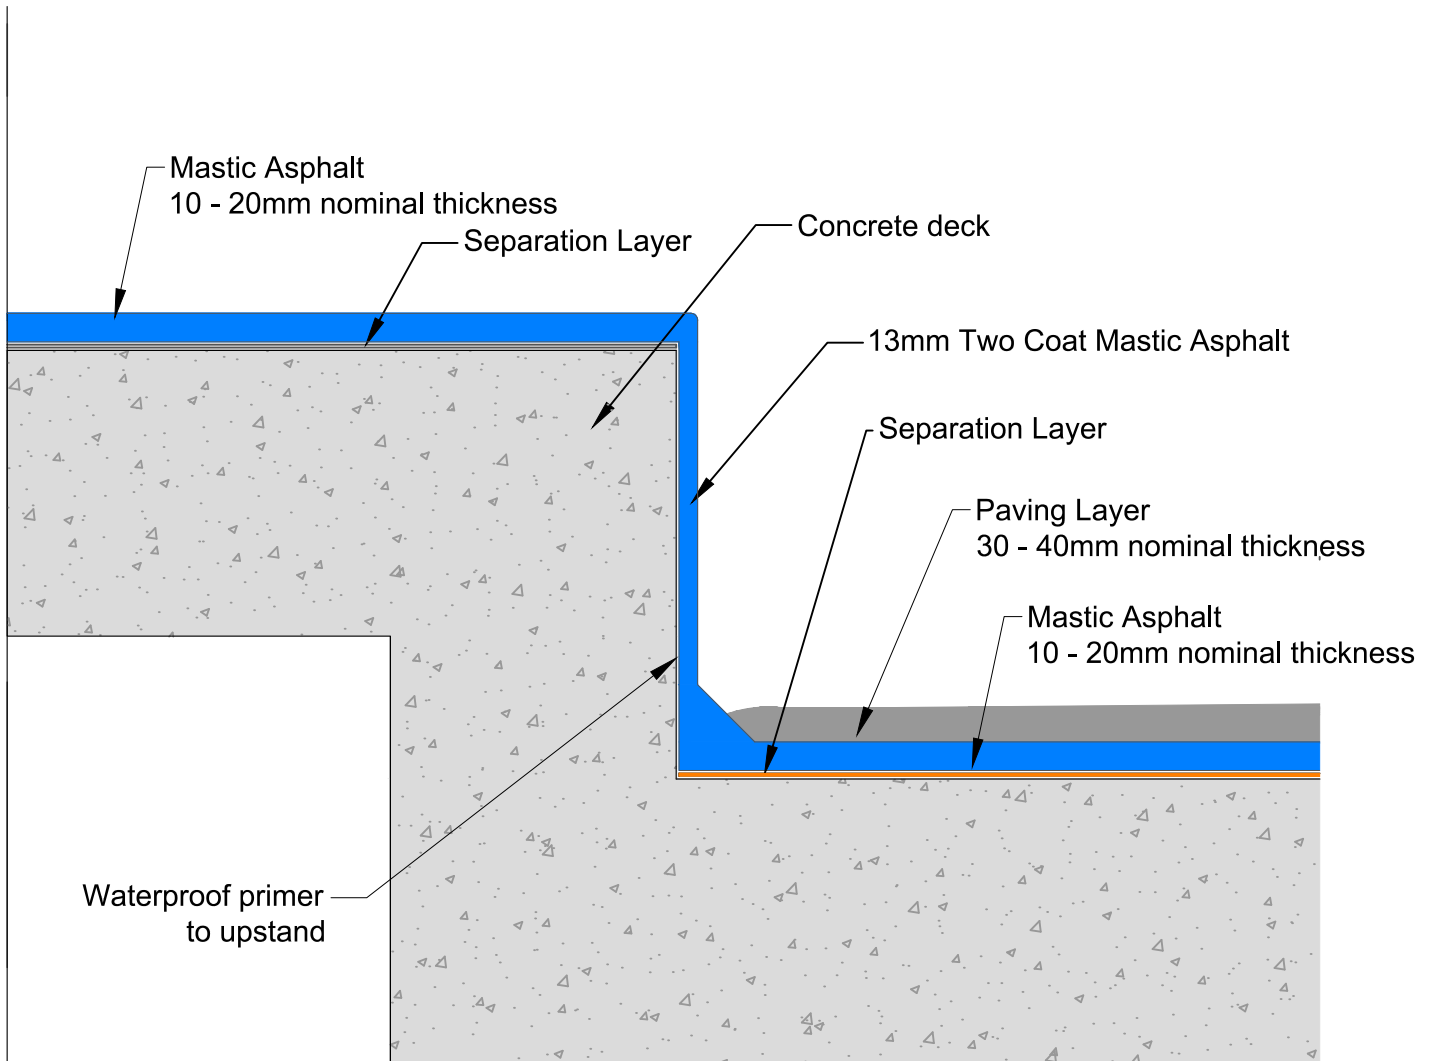 Mastic Asphalt
10 - 20mm nominal thickness
Separation Layer
Concrete deck
13mm Two Coat Mastic Asphalt
Separation Layer
Paving Layer
30 - 40mm nominal thickness
Mastic Asphalt
10 - 20mm nominal thickness
Waterproof primer
to upstand